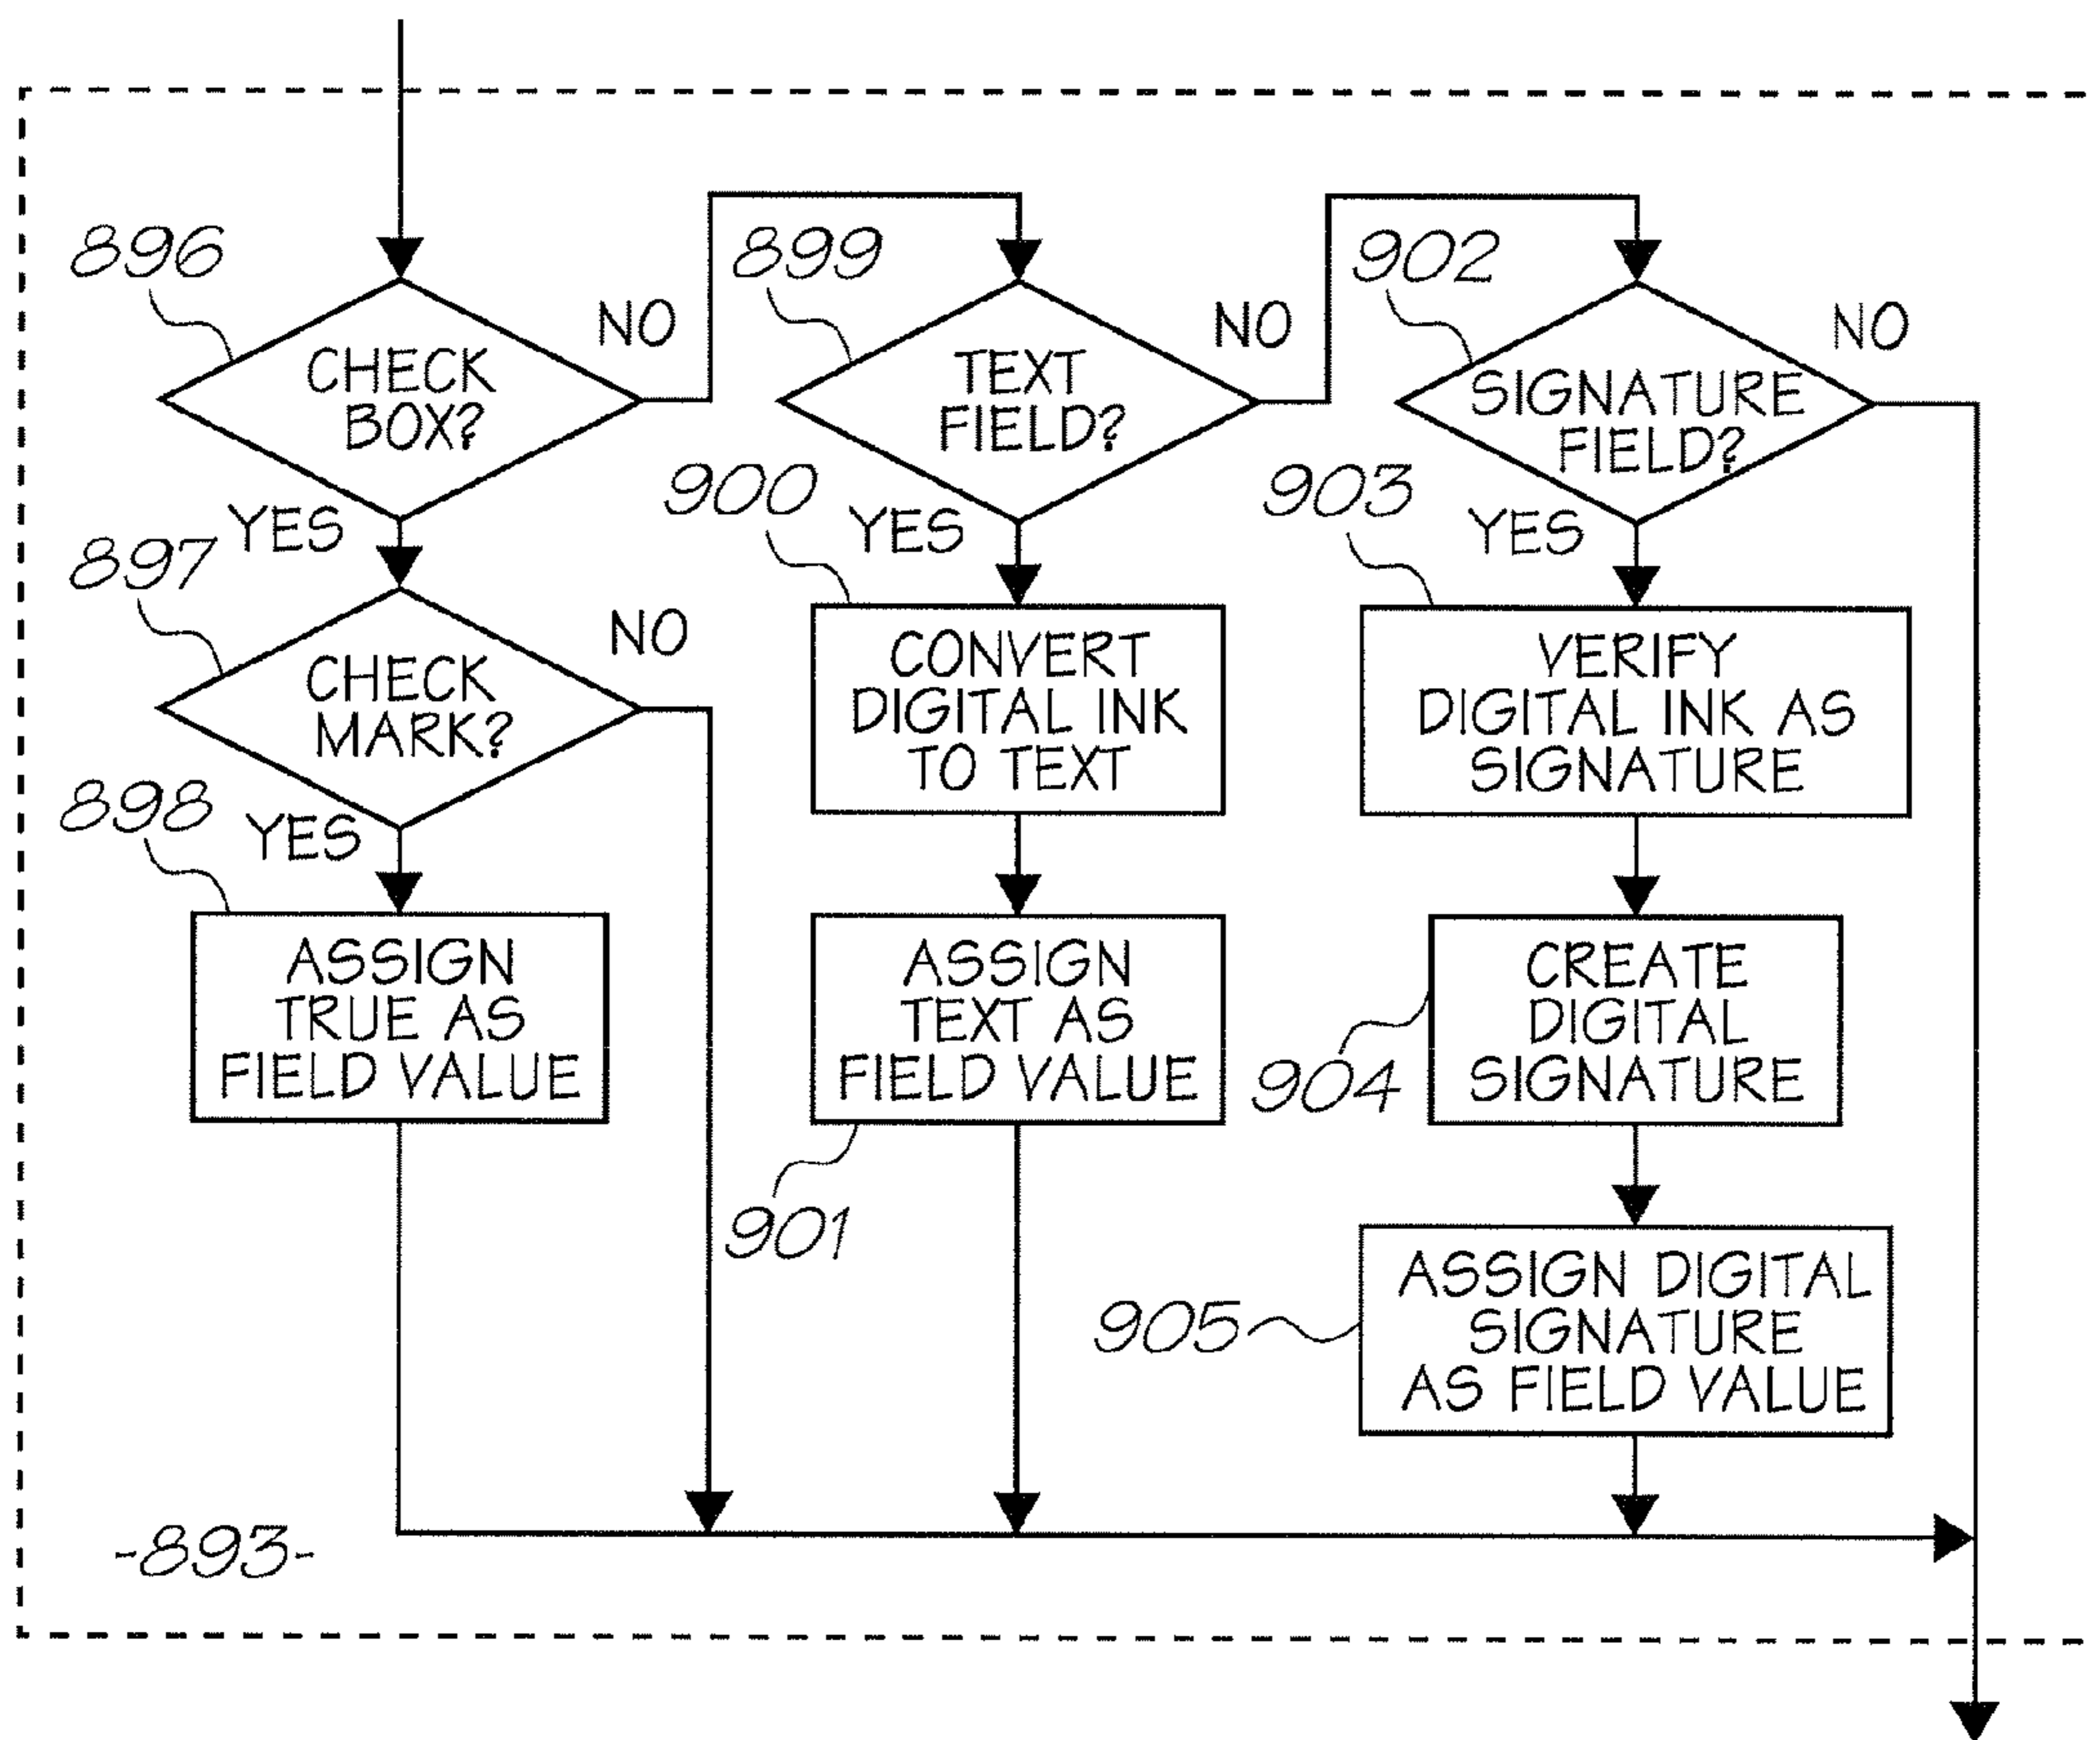 896
CHECK
BOX?
NO
YES
897
CHECK
MARK?
NO
YES
898
ASSIGN
TRUE AS
FIELD VALUE
899
TEXT
FIELD?
NO
YES
900
CONVERT
DIGITAL INK
TO TEXT
ASSIGN
TEXT AS
FIELD VALUE
901
902
SIGNATURE
FIELD?
NO
YES
903
VERIFY
DIGITAL INK AS
SIGNATURE
CREATE
DIGITAL
SIGNATURE
904
ASSIGN DIGITAL
SIGNATURE
AS FIELD VALUE
905
-893-